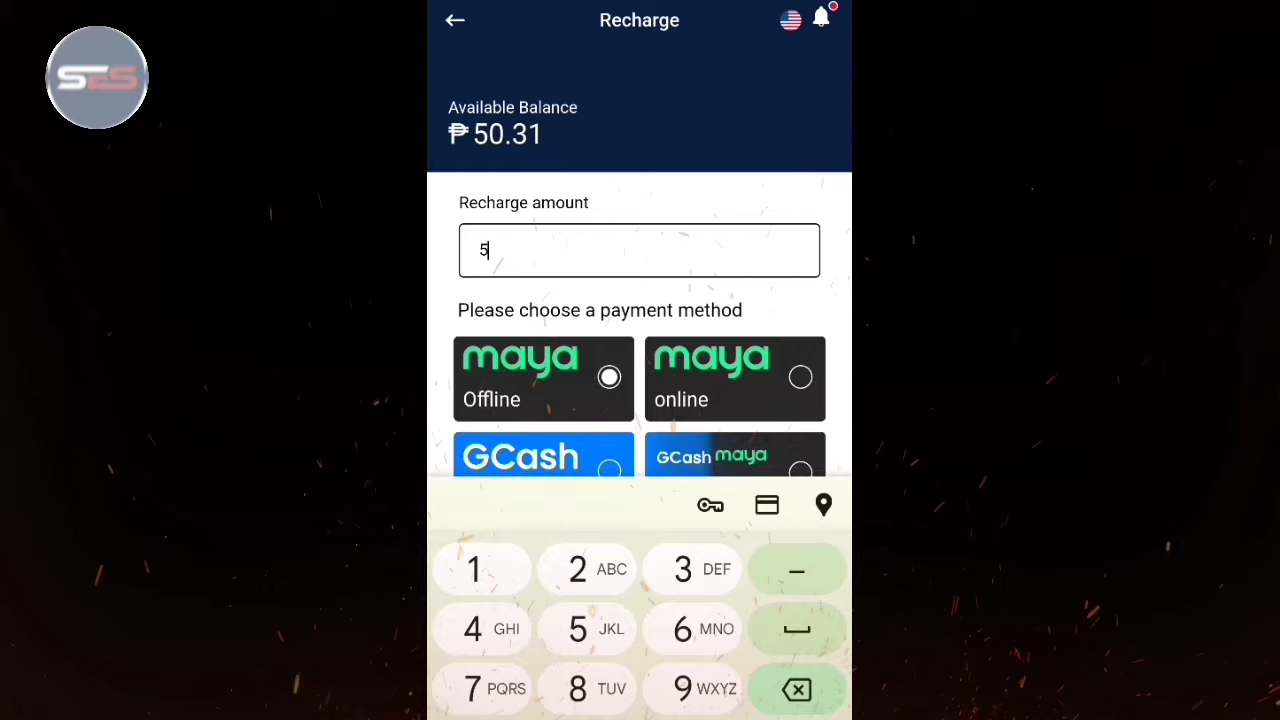 SES
Recharge
Available Balance
₱50.31
Recharge amount
5
Please choose a payment method
maya
Offline
maya
online
GCash
GCash maya
1
2 ABC
3 DEF
–
4 GHI
5 JKL
6 MNO
7 PQRS
8 TUV
9 WXYZ